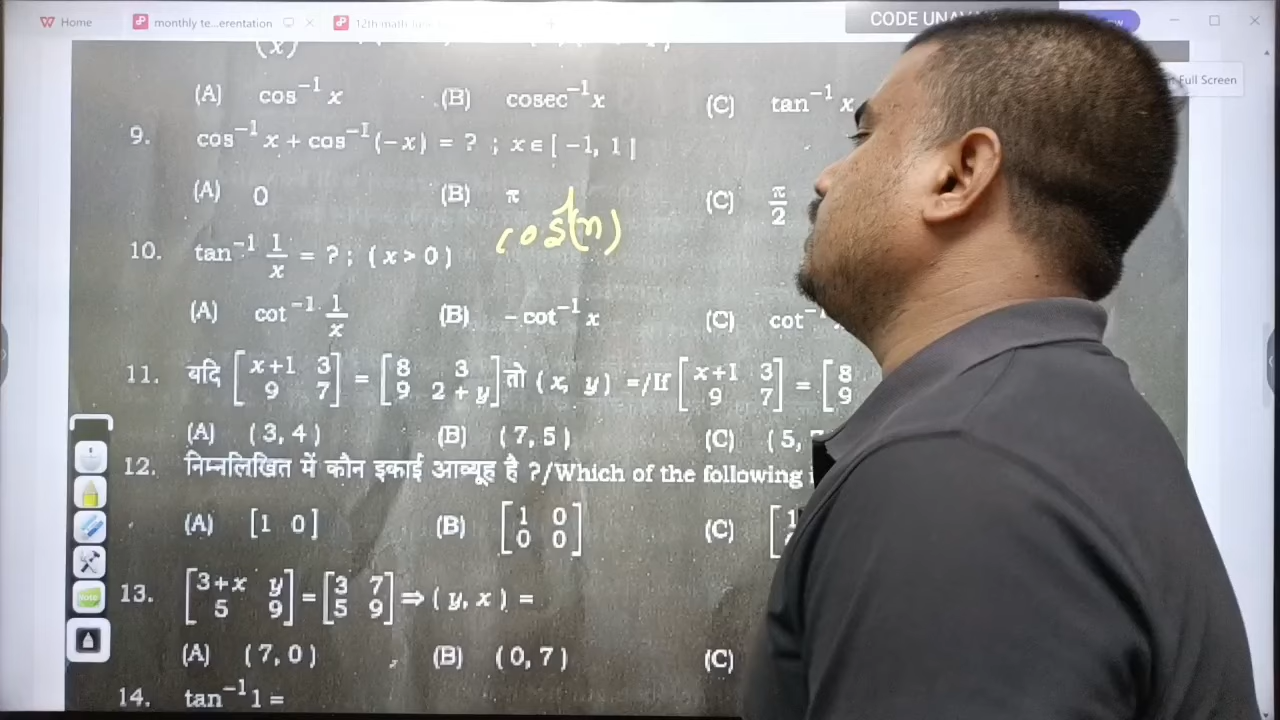 Home monthly te...erentation 12th math
CODE UNAVA
Full Screen
(x)
(A) cos⁻¹ x (B) cosec⁻¹ x (C) tan⁻¹ x
9. cos⁻¹ x + cos⁻¹ (−x) = ? ; x ∈ [ −1, 1 ]
(A) 0 (B) π (C) π/2
cos⁻¹(n)
10. tan⁻¹ 1/x = ? ; ( x > 0 )
(A) cot⁻¹ 1/x (B) − cot⁻¹ x (C) cot⁻
11. यदि [x+1 3 / 9 7] = [8 3 / 9 2 + y] तो ( x, y ) =/If [x+1 3 / 9 7] = [8 / 9
(A) ( 3, 4 ) (B) ( 7, 5 ) (C) ( 5,
12. निम्नलिखित में कौन इकाई आव्यूह है ?/Which of the following
(A) [1 0] (B) [1 0 / 0 0] (C) [1
13. [3+x y / 5 9] = [3 7 / 5 9] ⇒ ( y, x ) =
(A) ( 7, 0 ) (B) ( 0, 7 ) (C)
14. tan⁻¹ 1 =